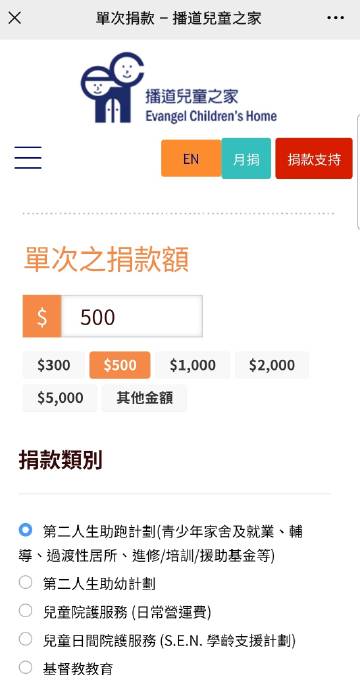 單次捐款 – 播道兒童之家
播道兒童之家
Evangel Children's Home
EN
月捐
捐款支持
單次之捐款額
$ 500
$300 $500 $1,000 $2,000
$5,000 其他金額
捐款類別
第二人生助跑計劃(青少年家舍及就業、輔
導、過渡性居所、進修/培訓/援助基金等)
第二人生助幼計劃
兒童院護服務 (日常營運費)
兒童日間院護服務 (S.E.N. 學齡支援計劃)
基督教教育